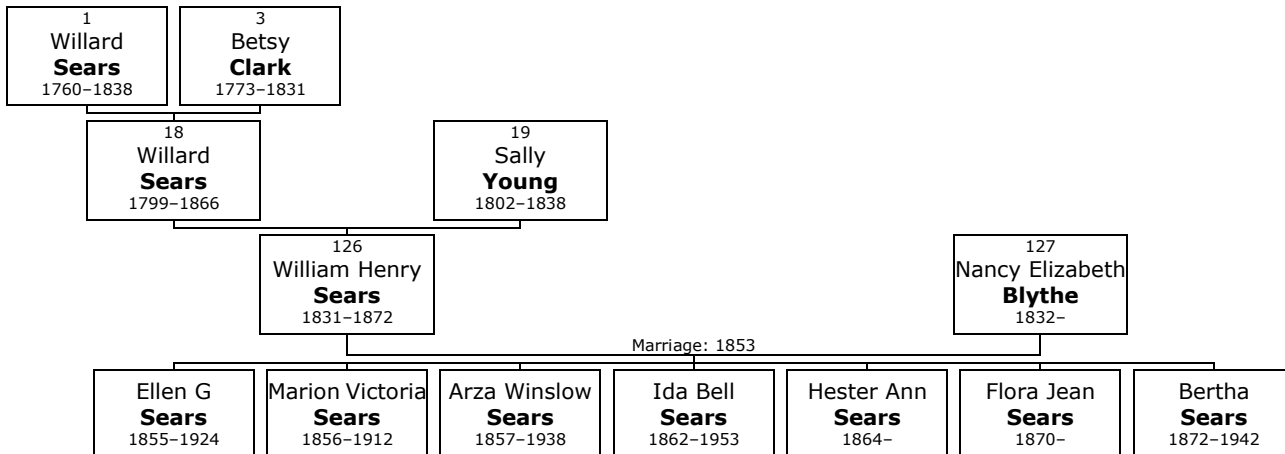 1
Willard
Sears
1760–1838
3
Betsy
Clark
1773–1831
18
Willard
Sears
1799–1866
19
Sally
Young
1802–1838
126
William Henry
Sears
1831–1872
127
Nancy Elizabeth
Blythe
1832–
Marriage: 1853
Ellen G
Sears
1855–1924
Marion Victoria
Sears
1856–1912
Arza Winslow
Sears
1857–1938
Ida Bell
Sears
1862–1953
Hester Ann
Sears
1864–
Flora Jean
Sears
1870–
Bertha
Sears
1872–1942